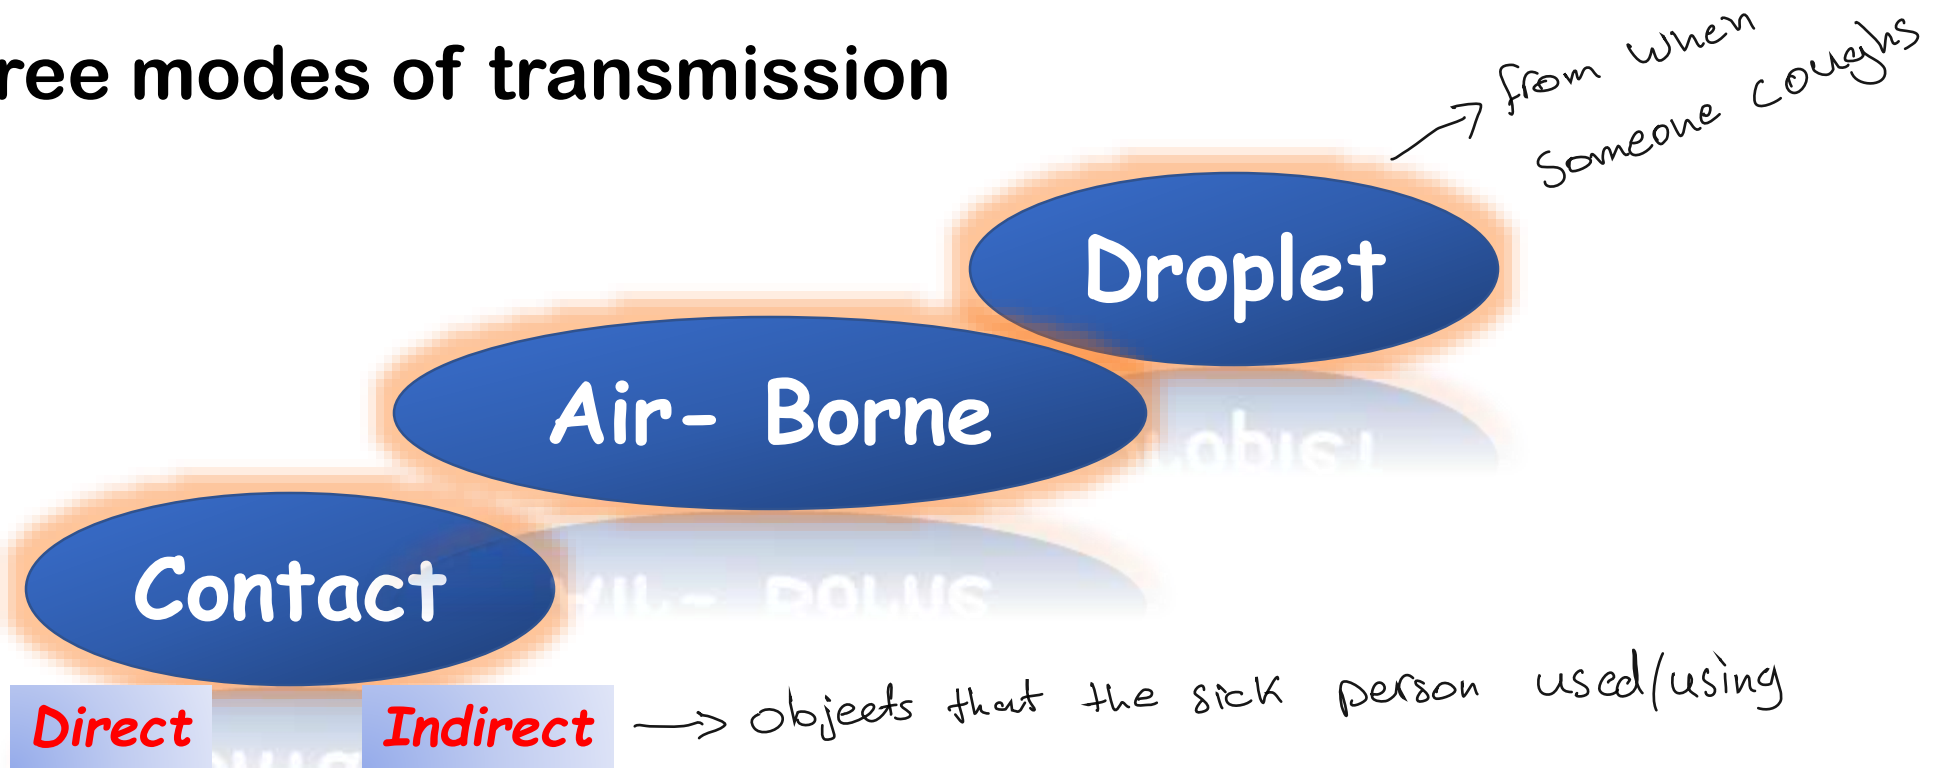 ree modes of transmission
from when
someone coughs
Droplet
Air- Borne
Contact
Direct
Indirect
objects that the sick person used/using